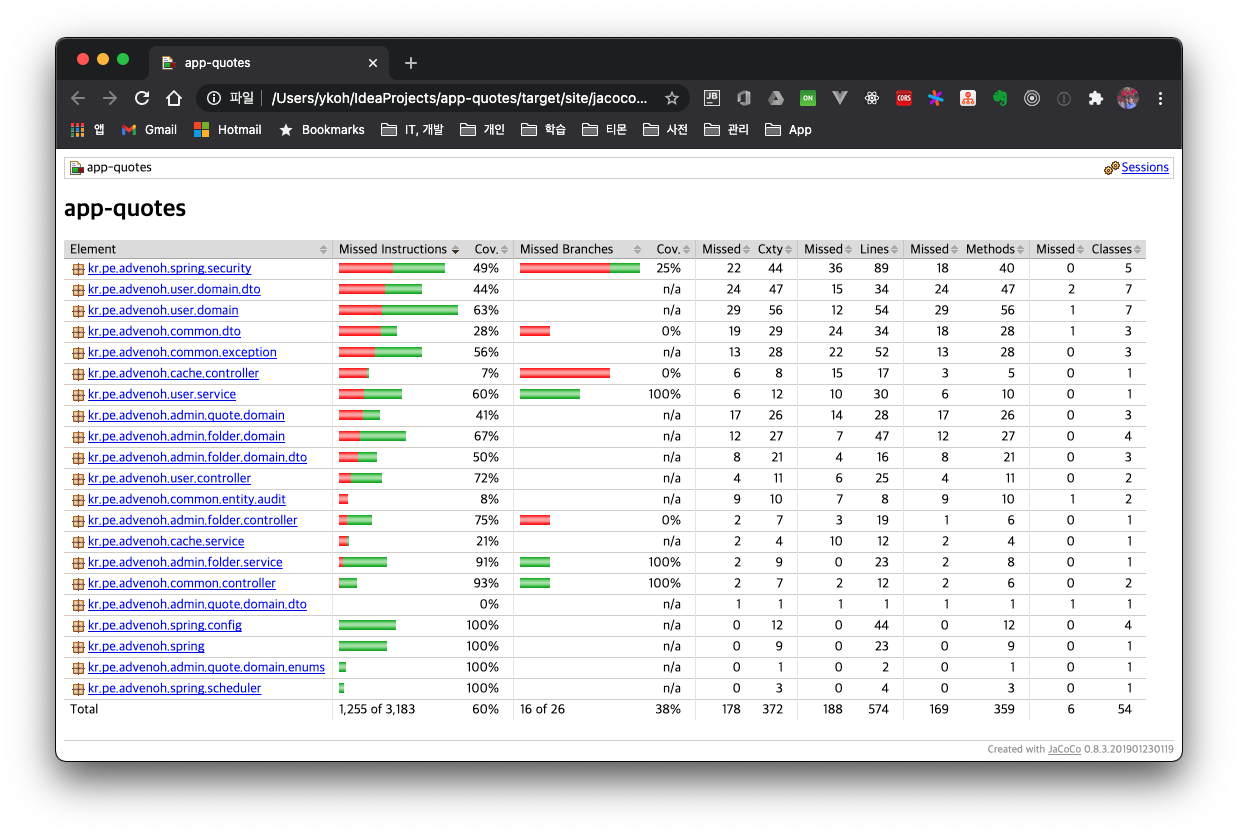 app-quotes
파일 /Users/ykoh/IdeaProjects/app-quotes/target/site/jacoco... JB ON CORS
앱 Gmail Hotmail Bookmarks IT, 개발 개인 학습 티몬 사전 관리 App
app-quotes Sessions
app-quotes
Element Missed Instructions Cov. Missed Branches Cov. Missed Cxty Missed Lines Missed Methods Missed Classes
kr.pe.advenoh.spring.security 49% 25% 22 44 36 89 18 40 0 5
kr.pe.advenoh.user.domain.dto 44% n/a 24 47 15 34 24 47 2 7
kr.pe.advenoh.user.domain 63% n/a 29 56 12 54 29 56 1 7
kr.pe.advenoh.common.dto 28% 0% 19 29 24 34 18 28 1 3
kr.pe.advenoh.common.exception 56% n/a 13 28 22 52 13 28 0 3
kr.pe.advenoh.cache.controller 7% 0% 6 8 15 17 3 5 0 1
kr.pe.advenoh.user.service 60% 100% 6 12 10 30 6 10 0 1
kr.pe.advenoh.admin.quote.domain 41% n/a 17 26 14 28 17 26 0 3
kr.pe.advenoh.admin.folder.domain 67% n/a 12 27 7 47 12 27 0 4
kr.pe.advenoh.admin.folder.domain.dto 50% n/a 8 21 4 16 8 21 0 3
kr.pe.advenoh.user.controller 72% n/a 4 11 6 25 4 11 0 2
kr.pe.advenoh.common.entity.audit 8% n/a 9 10 7 8 9 10 1 2
kr.pe.advenoh.admin.folder.controller 75% 0% 2 7 3 19 1 6 0 1
kr.pe.advenoh.cache.service 21% n/a 2 4 10 12 2 4 0 1
kr.pe.advenoh.admin.folder.service 91% 100% 2 9 0 23 2 8 0 1
kr.pe.advenoh.common.controller 93% 100% 2 7 2 12 2 6 0 2
kr.pe.advenoh.admin.quote.domain.dto 0% n/a 1 1 1 1 1 1 1 1
kr.pe.advenoh.spring.config 100% n/a 0 12 0 44 0 12 0 4
kr.pe.advenoh.spring 100% n/a 0 9 0 23 0 9 0 1
kr.pe.advenoh.admin.quote.domain.enums 100% n/a 0 1 0 2 0 1 0 1
kr.pe.advenoh.spring.scheduler 100% n/a 0 3 0 4 0 3 0 1
Total 1,255 of 3,183 60% 16 of 26 38% 178 372 188 574 169 359 6 54
Created with JaCoCo 0.8.3.201901230119